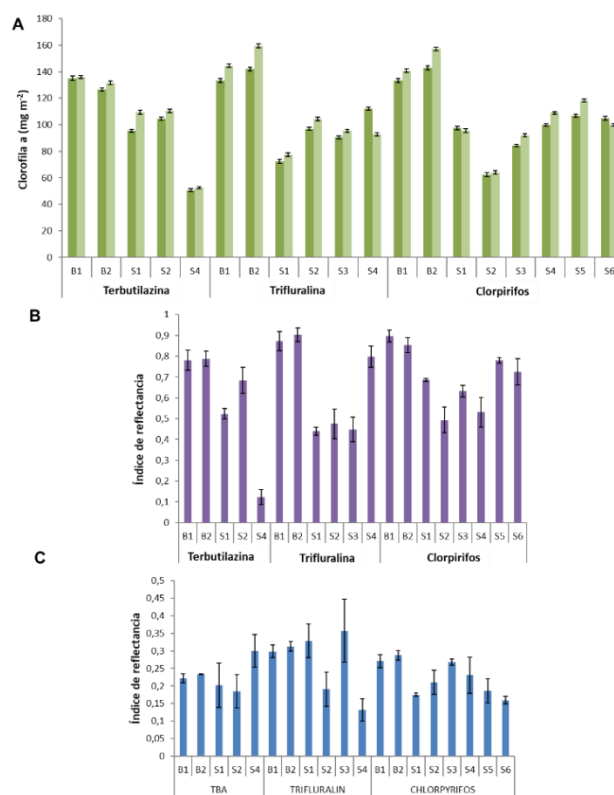 A
Clorofila a (mg m-2)
180
160
140
120
100
80
60
40
20
0
B1 B2 S1 S2 S4 B1 B2 S1 S2 S3 S4 B1 B2 S1 S2 S3 S4 S5 S6
Terbutilazina Trifluralina Clorpirifos
B
Índice de reflectancia
1
0,9
0,8
0,7
0,6
0,5
0,4
0,3
0,2
0,1
0
B1 B2 S1 S2 S4 B1 B2 S1 S2 S3 S4 B1 B2 S1 S2 S3 S4 S5 S6
Terbutilazina Trifluralina Clorpirifos
C
Índice de reflectancia
0,5
0,45
0,4
0,35
0,3
0,25
0,2
0,15
0,1
0,05
0
B1 B2 S1 S2 S4 B1 B2 S1 S2 S3 S4 B1 B2 S1 S2 S3 S4 S5 S6
TBA TRIFLURALIN CHLORPYRIFOS